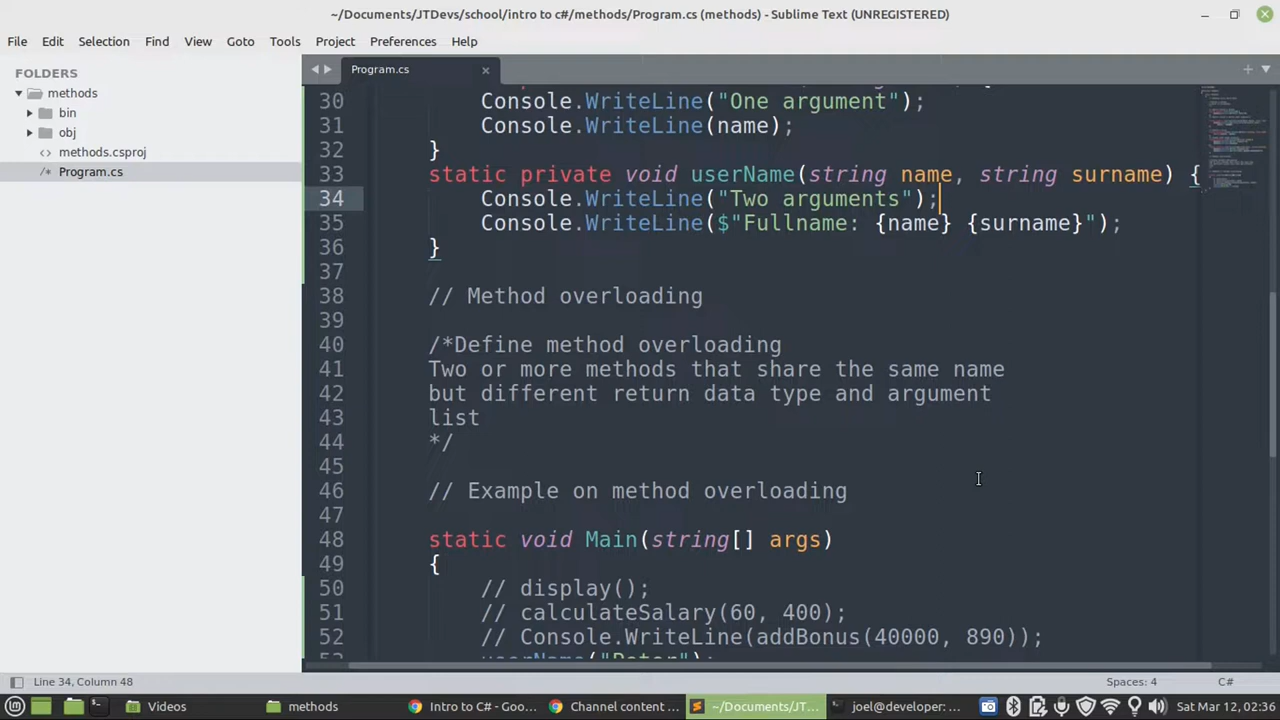 ~/Documents/JTDevs/school/intro to c#/methods/Program.cs (methods) - Sublime Text (UNREGISTERED)
File Edit Selection Find View Goto Tools Project Preferences Help
FOLDERS
methods
bin
obj
methods.csproj
Program.cs
Program.cs
30 Console.WriteLine("One argument");
31 Console.WriteLine(name);
32 }
33 static private void userName(string name, string surname) {
34 Console.WriteLine("Two arguments");
35 Console.WriteLine($"Fullname: {name} {surname}");
36 }
37
38 // Method overloading
39
40 /*Define method overloading
41 Two or more methods that share the same name
42 but different return data type and argument
43 list
44 */
45
46 // Example on method overloading
47
48 static void Main(string[] args)
49 {
50 // display();
51 // calculateSalary(60, 400);
52 // Console.WriteLine(addBonus(40000, 890));
53 userName("Peter");
Line 34, Column 48 Spaces: 4 C#
Videos methods Intro to C# - Goo... Channel content ... ~/Documents/JT... joel@developer: ... Sat Mar 12, 02:36